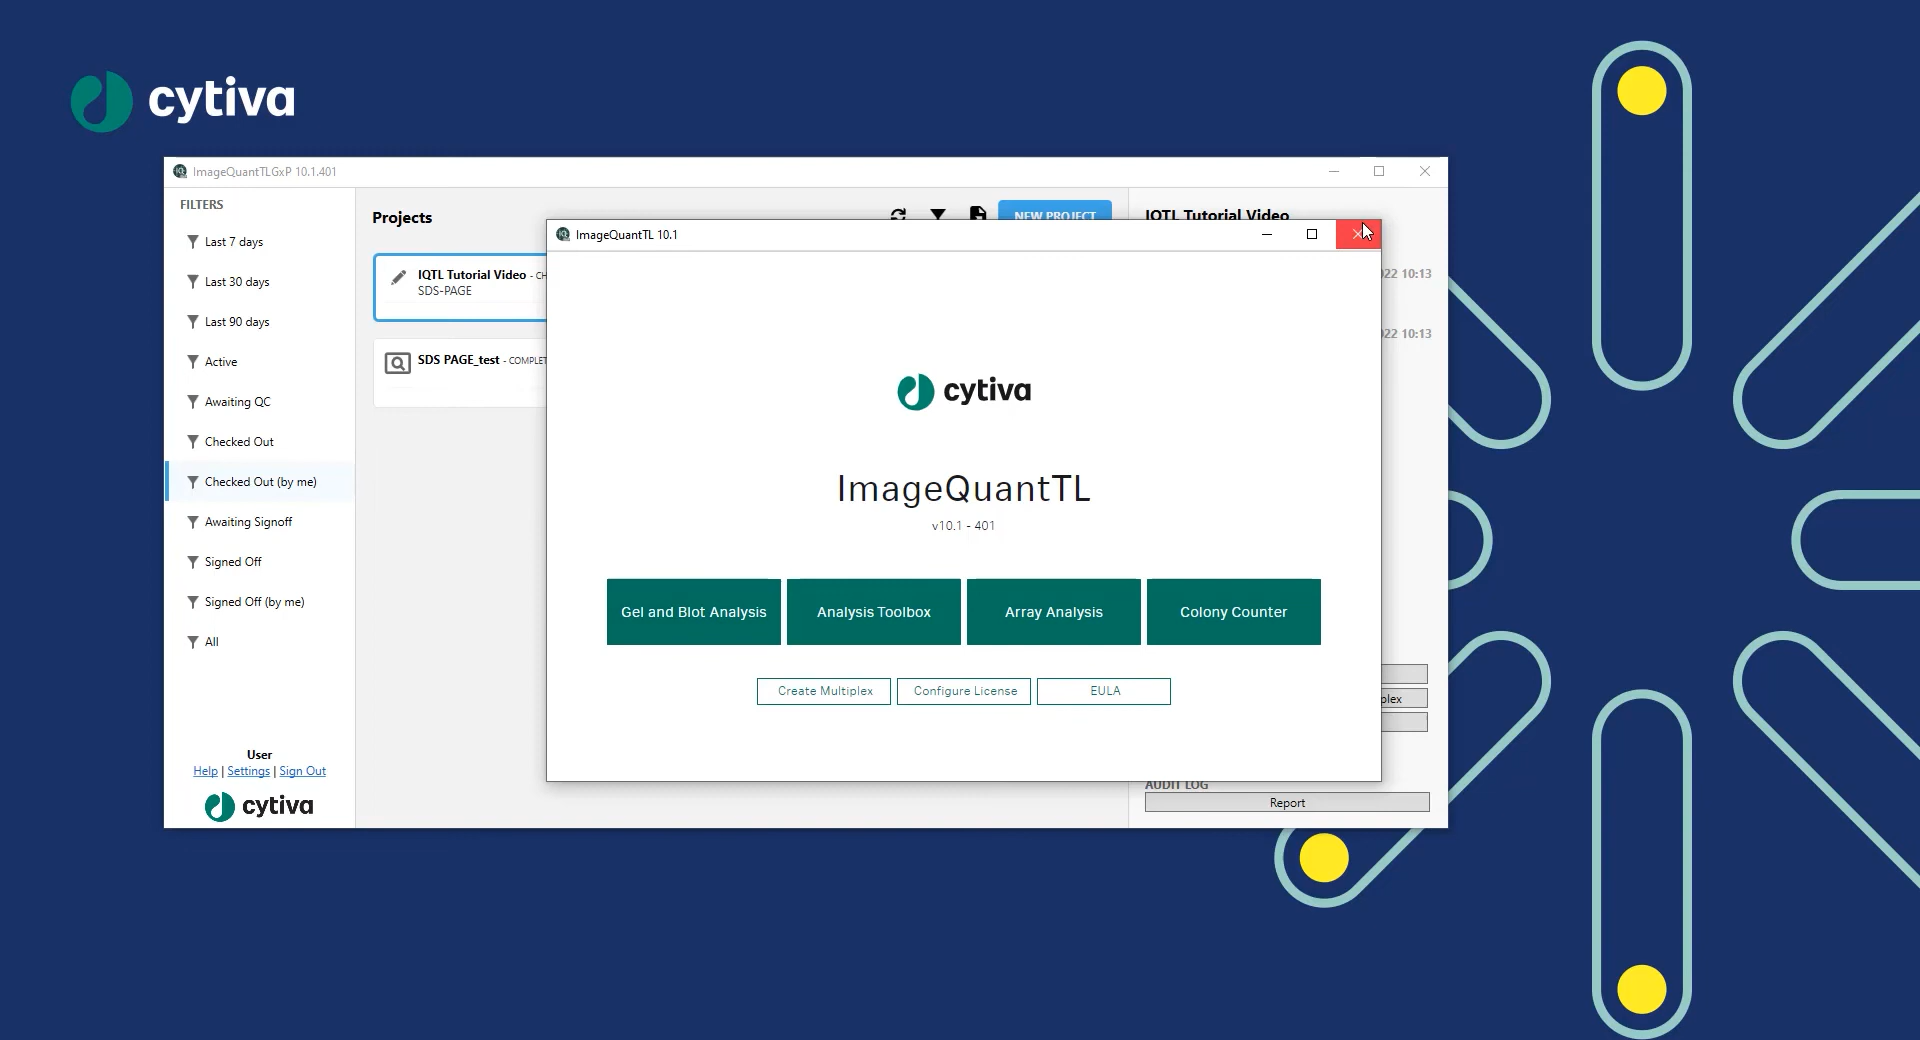 cytiva
ImageQuantTLGxP 10.1.401
FILTERS
Last 7 days
Last 30 days
Last 90 days
Active
Awaiting QC
Checked Out
Checked Out (by me)
Awaiting Signoff
Signed Off
Signed Off (by me)
All
User
Help | Settings | Sign Out
cytiva
Projects
NEW PROJECT
IQTL Tutorial Video - CH
SDS-PAGE
SDS PAGE_test - COMPLET
IQTL Tutorial Video
022 10:13
022 10:13
plex
AUDIT LOG
Report
ImageQuantTL 10.1
cytiva
ImageQuantTL
v10.1 - 401
Gel and Blot Analysis
Analysis Toolbox
Array Analysis
Colony Counter
Create Multiplex
Configure License
EULA